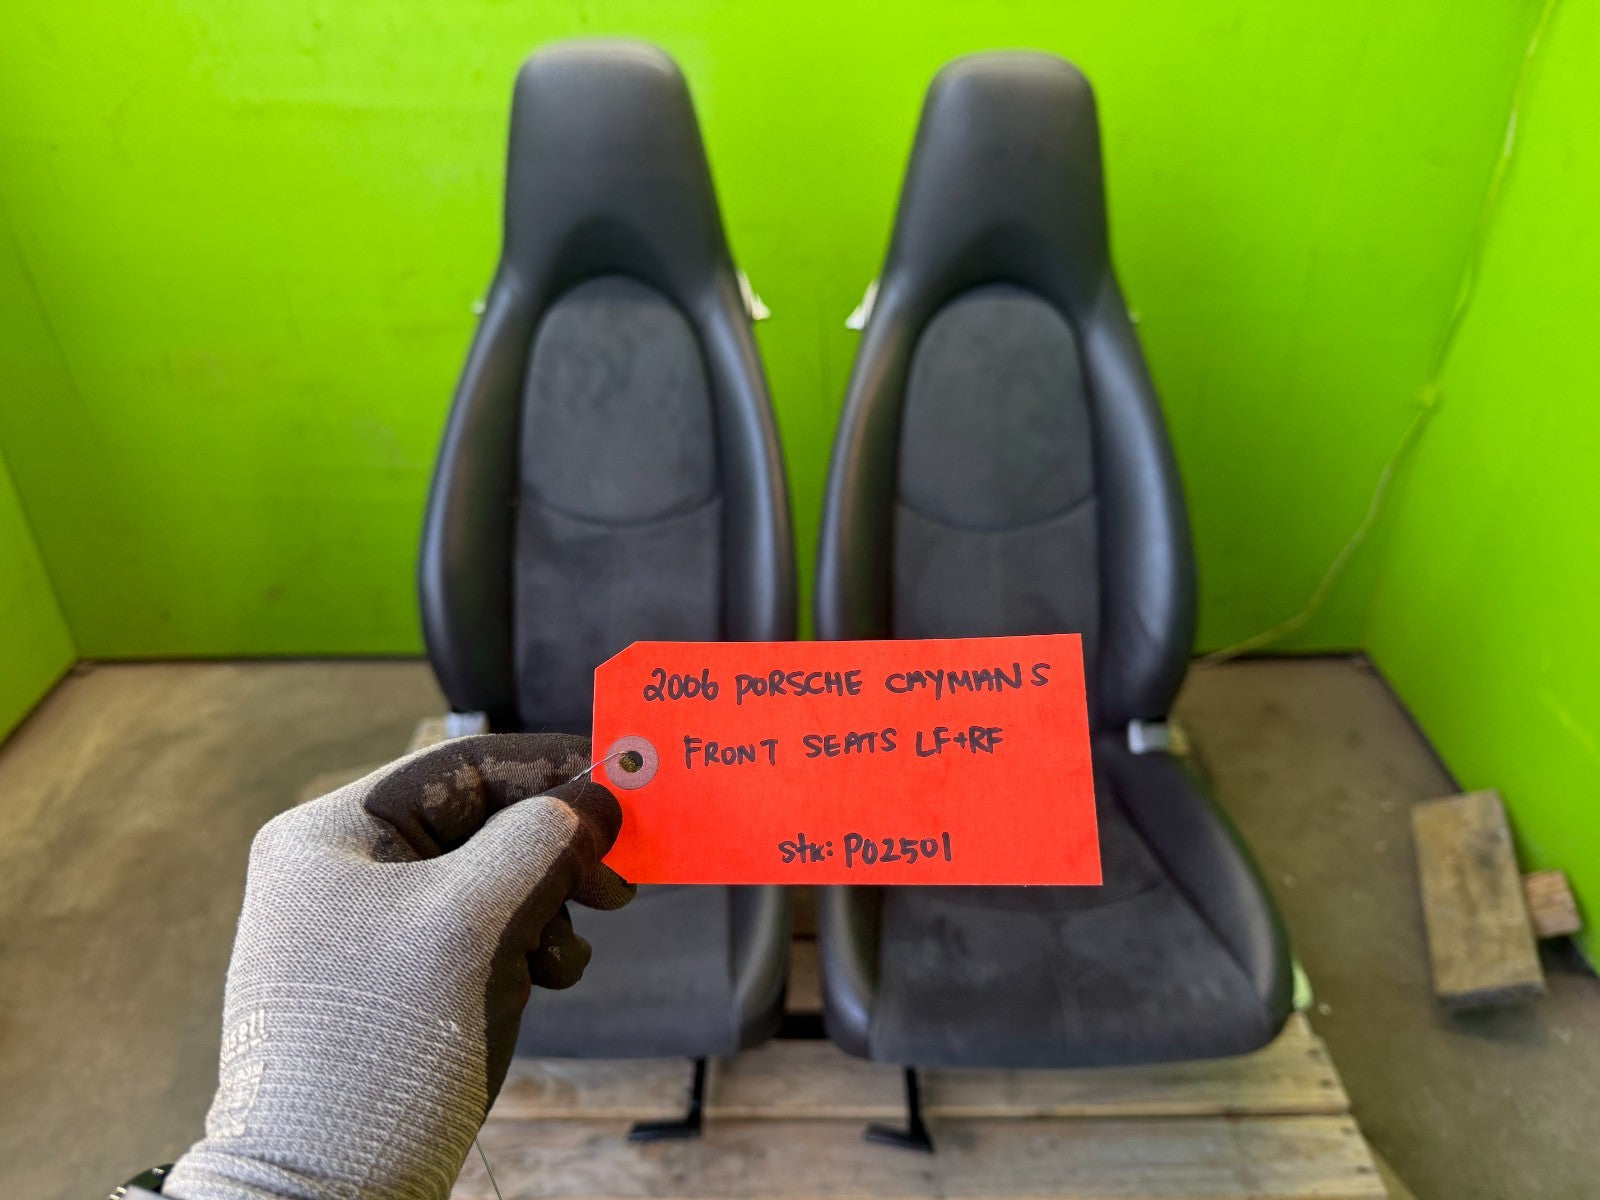 2006 PORSCHE CAYMAN S
FRONT SEATS LF+RF
stk: P02501